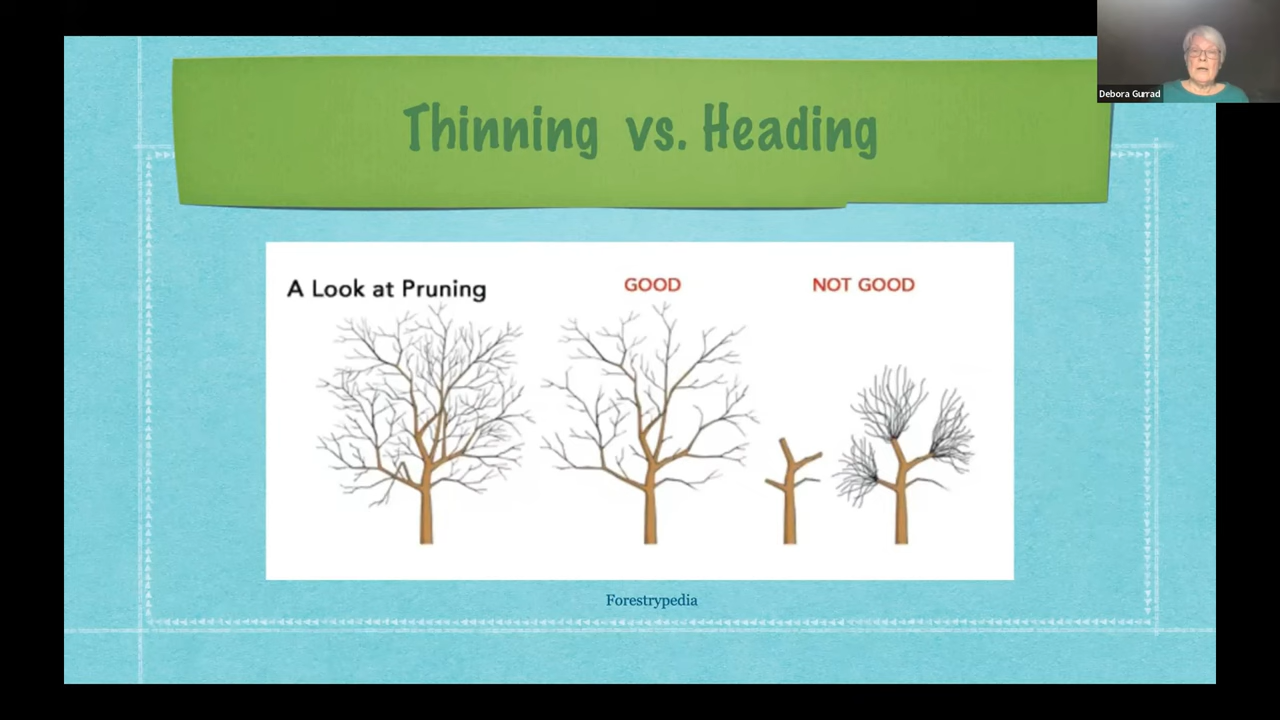 Thinning vs. Heading
Debora Gurrad
A Look at Pruning
GOOD
NOT GOOD
Forestrypedia